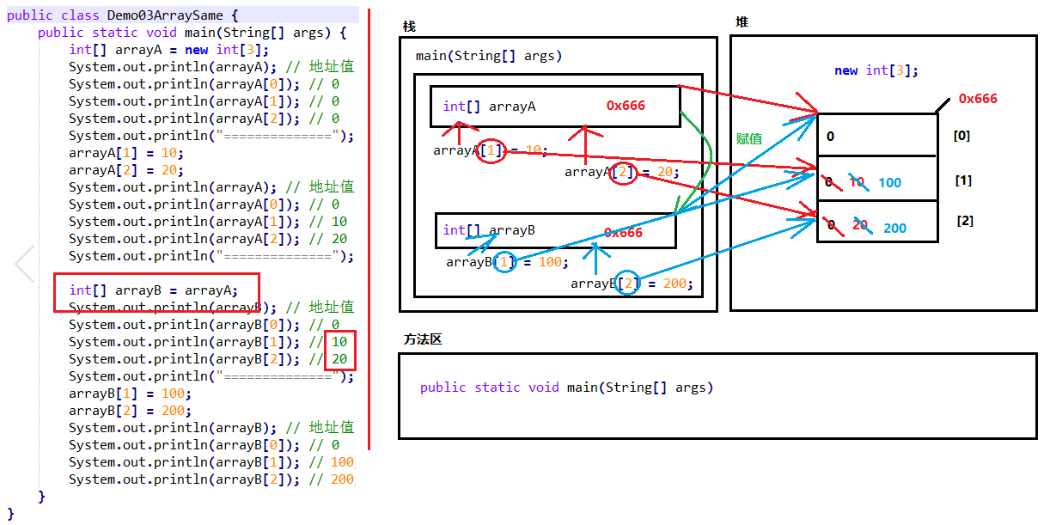 public class Demo03ArraySame {
    public static void main(String[] args) {
        int[] arrayA = new int[3];
        System.out.println(arrayA); // 地址值
        System.out.println(arrayA[0]); // 0
        System.out.println(arrayA[1]); // 0
        System.out.println(arrayA[2]); // 0
        System.out.println("==============");
        arrayA[1] = 10;
        arrayA[2] = 20;
        System.out.println(arrayA); // 地址值
        System.out.println(arrayA[0]); // 0
        System.out.println(arrayA[1]); // 10
        System.out.println(arrayA[2]); // 20
        System.out.println("==============");
        int[] arrayB = arrayA;
        System.out.println(arrayB); // 地址值
        System.out.println(arrayB[0]); // 0
        System.out.println(arrayB[1]); // 10
        System.out.println(arrayB[2]); // 20
        System.out.println("==============");
        arrayB[1] = 100;
        arrayB[2] = 200;
        System.out.println(arrayB); // 地址值
        System.out.println(arrayB[0]); // 0
        System.out.println(arrayB[1]); // 100
        System.out.println(arrayB[2]); // 200
    }
}
栈
main(String[] args)
int[] arrayA 0x666
arrayA[1] = 10;
arrayA[2] = 20;
赋值
int[] arrayB 0x666
arrayB[1] = 100;
arrayB[2] = 200;
堆
new int[3];
0x666
0 [0]
0 10 100 [1]
0 20 200 [2]
方法区
public static void main(String[] args)